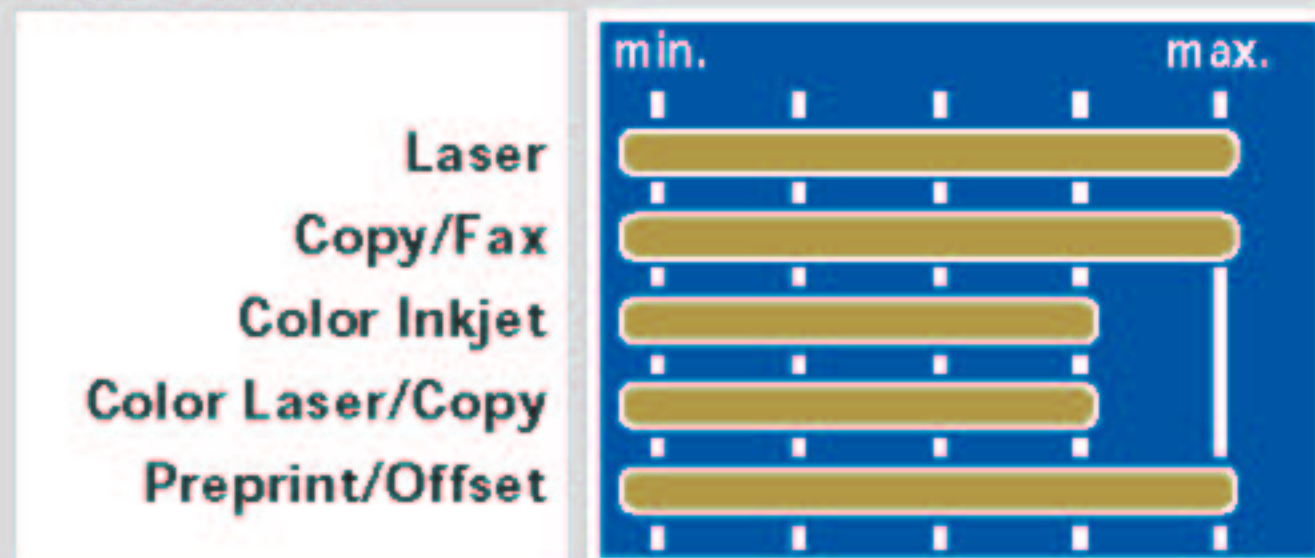 min. max.
Laser
Copy/Fax
Color Inkjet
Color Laser/Copy
Preprint/Offset